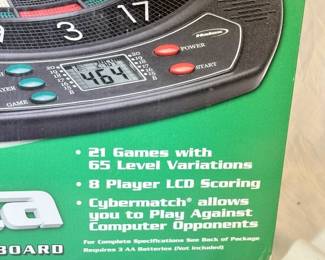 3 17
POWER
START
20
464
GAME
• 21 Games with
65 Level Variations
• 8 Player LCD Scoring
• Cybermatch® allows
you to Play Against
Computer Opponents
For Complete Specifications See Back of Package
Requires 3 AA Batteries (Not Included)
BOARD